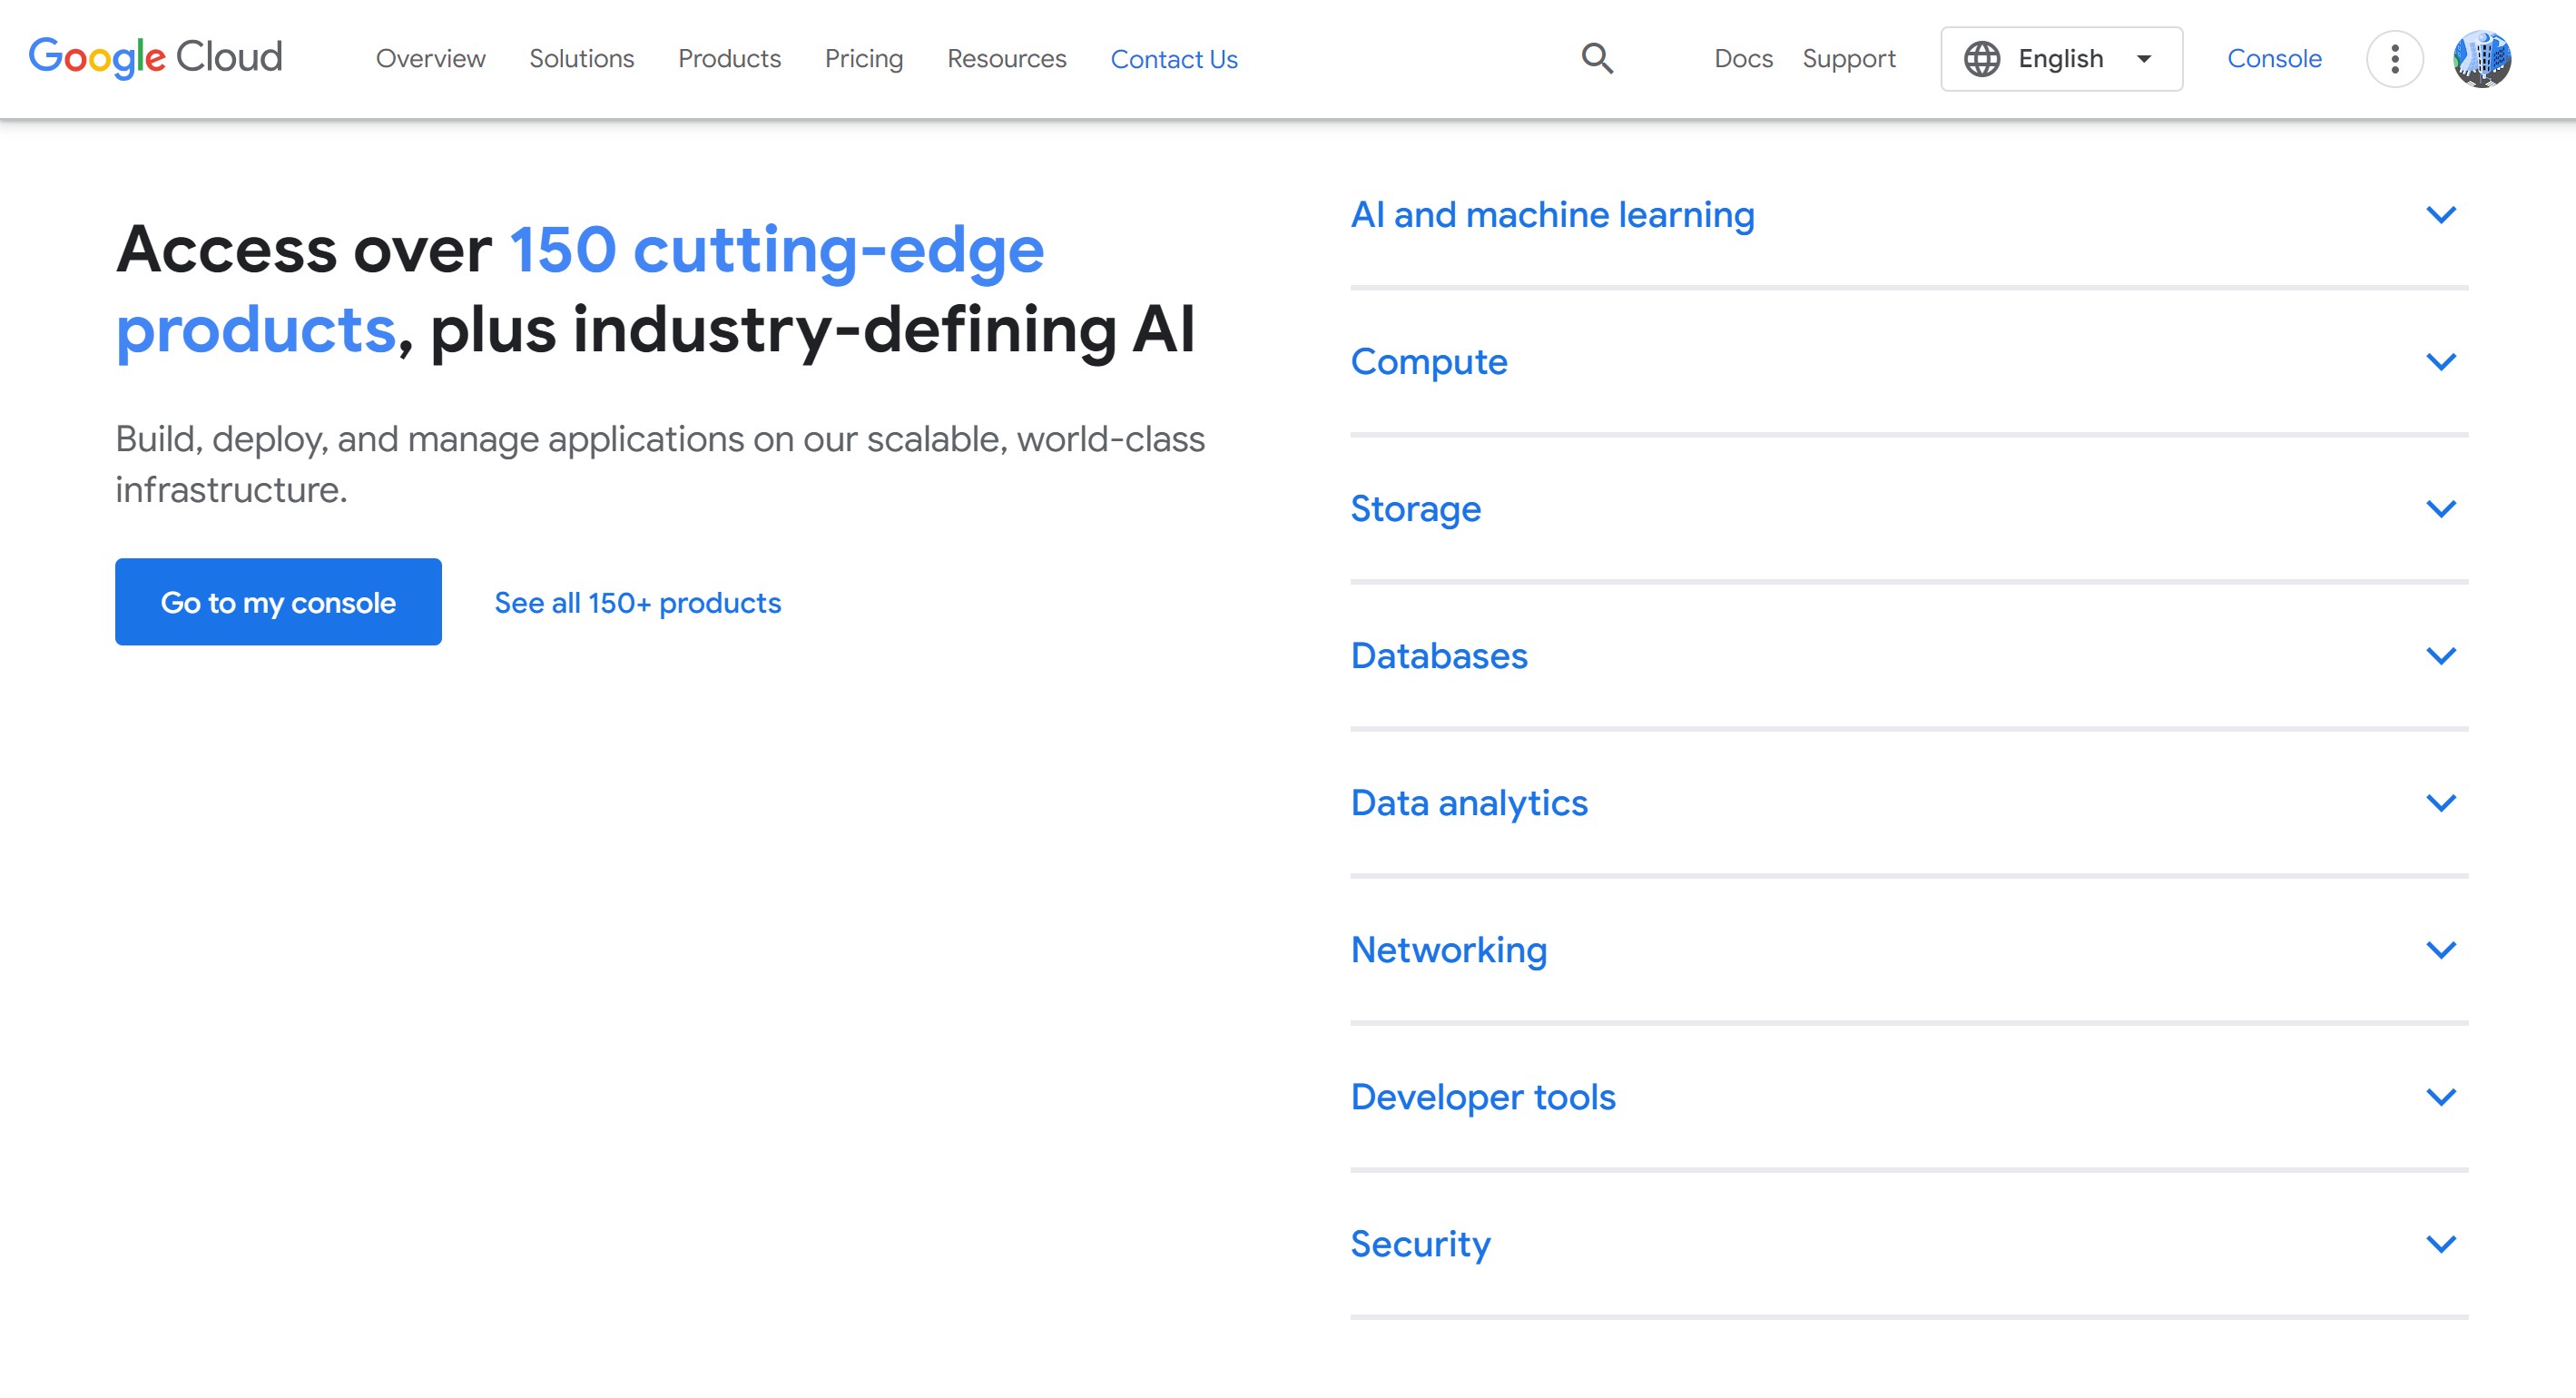 Google Cloud
Overview Solutions Products Pricing Resources Contact Us Docs Support English Console
Access over 150 cutting-edge
products, plus industry-defining AI
Build, deploy, and manage applications on our scalable, world-class
infrastructure.
Go to my console See all 150+ products
AI and machine learning
Compute
Storage
Databases
Data analytics
Networking
Developer tools
Security